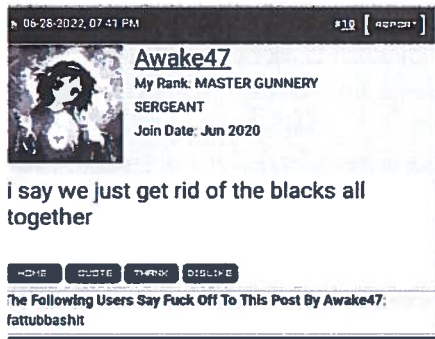 06-28-2022, 07:41 PM
#10 [ REPORT ]
Awake47
My Rank: MASTER GUNNERY
SERGEANT
Join Date: Jun 2020
i say we just get rid of the blacks all
together
HOME QUOTE THANK DISLIKE
The Following Users Say Fuck Off To This Post By Awake47:
fattubbashit